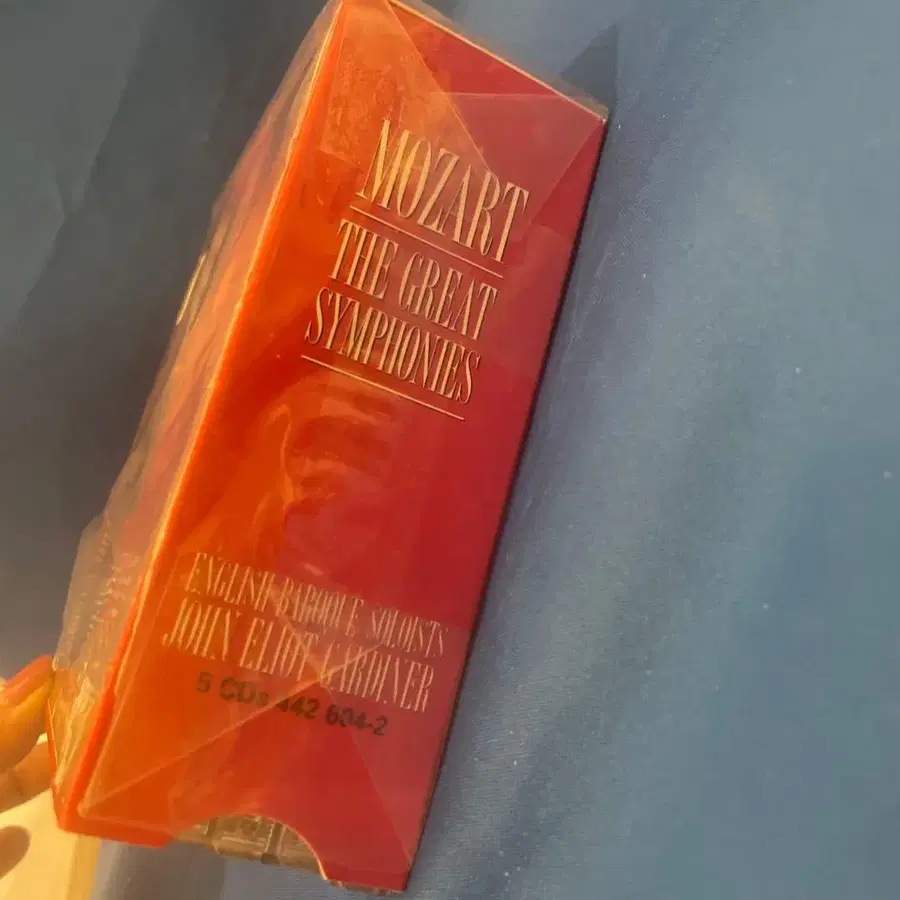 MOZART
THE GREAT
SYMPHONIES
ENGLISH BAROQUE SOLOISTS
JOHN ELIOT GARDINER
5 CDs 442 604-2